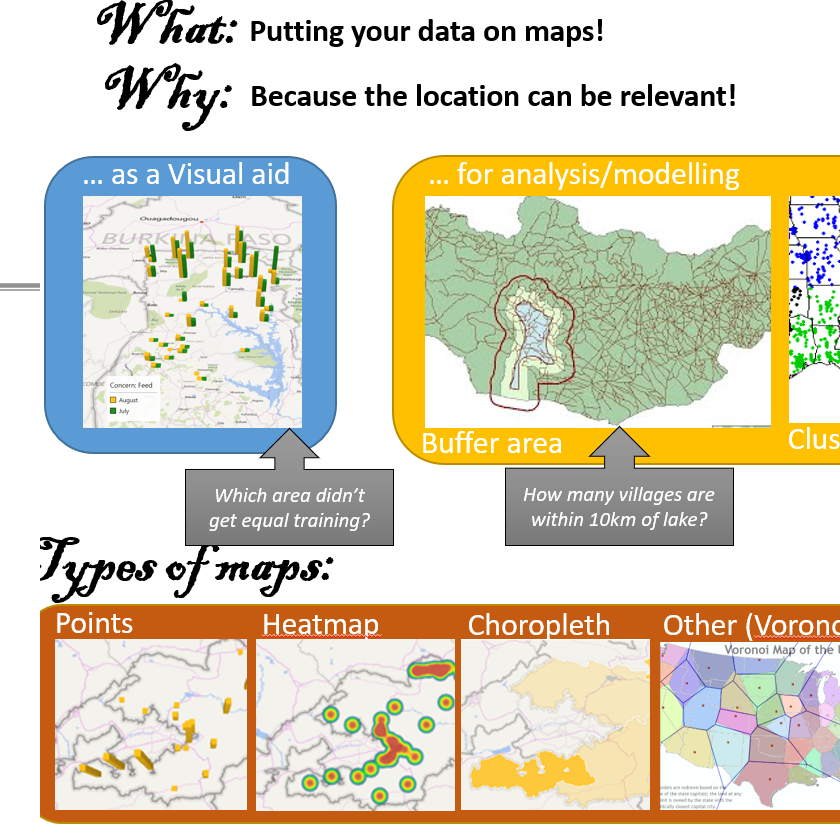 What: Putting your data on maps!
Why: Because the location can be relevant!
... as a Visual aid
... for analysis/modelling
Ouagadougou
BURKINA FASO
Concern: Feed
August
July
Buffer area
Clus
Which area didn't
get equal training?
How many villages are
within 10km of lake?
Types of maps:
Points
Heatmap
Choropleth
Other (Vorono
Voronoi Map of the U